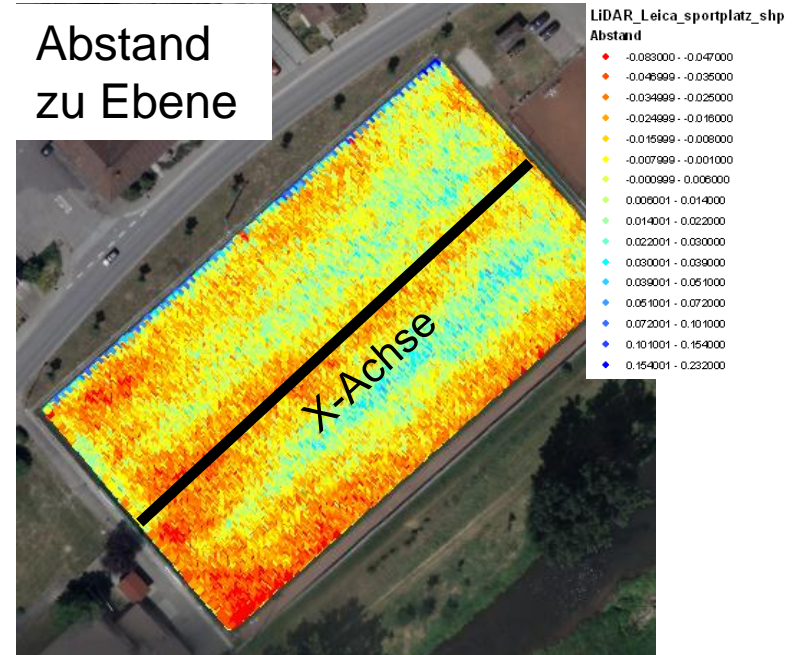 Abstand
zu Ebene
X-Achse
LiDAR_Leica_sportplatz_shp
Abstand
-0.083000 - -0.047000
-0.046999 - -0.035000
-0.034999 - -0.025000
-0.024999 - -0.016000
-0.015999 - -0.008000
-0.007999 - -0.001000
-0.000999 - 0.006000
0.006001 - 0.014000
0.014001 - 0.022000
0.022001 - 0.030000
0.030001 - 0.039000
0.039001 - 0.051000
0.051001 - 0.072000
0.072001 - 0.101000
0.101001 - 0.154000
0.154001 - 0.232000